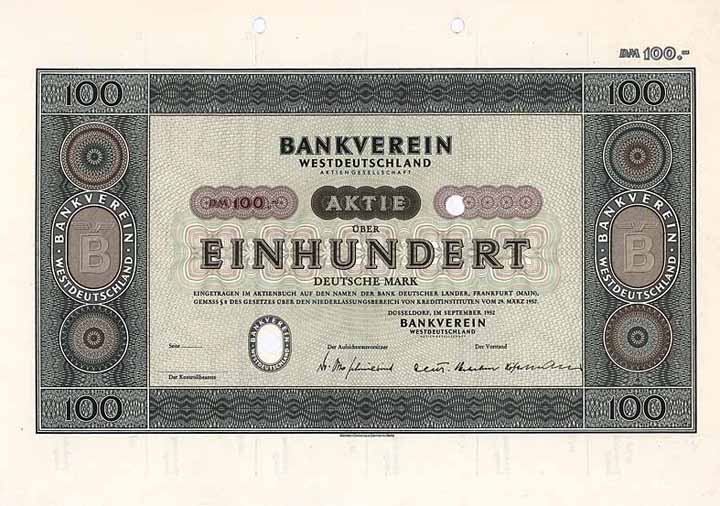 DM 100.-
100
100
BANKVEREIN
WESTDEUTSCHLAND
AKTIENGESELLSCHAFT
DM 100.-
AKTIE
ÜBER
EINHUNDERT
DEUTSCHE MARK
EINGETRAGEN IM AKTIENBUCH AUF DEN NAMEN DER BANK DEUTSCHER LÄNDER, FRANKFURT (MAIN),
GEMÄSS § 8 DES GESETZES ÜBER DEN NIEDERLASSUNGSBEREICH VON KREDITINSTITUTEN VOM 29. MÄRZ 1952.
DÜSSELDORF, IM SEPTEMBER 1952
BANKVEREIN
WESTDEUTSCHLAND
AKTIENGESELLSCHAFT
Seite
Der Aufsichtsratsvorsitzer
Der Vorstand
Der Kontrollbeamte
BANKVEREIN
WESTDEUTSCHLAND
BANKVEREIN
B
WESTDEUTSCHLAND
BANKVEREIN
B
WESTDEUTSCHLAND
100
100